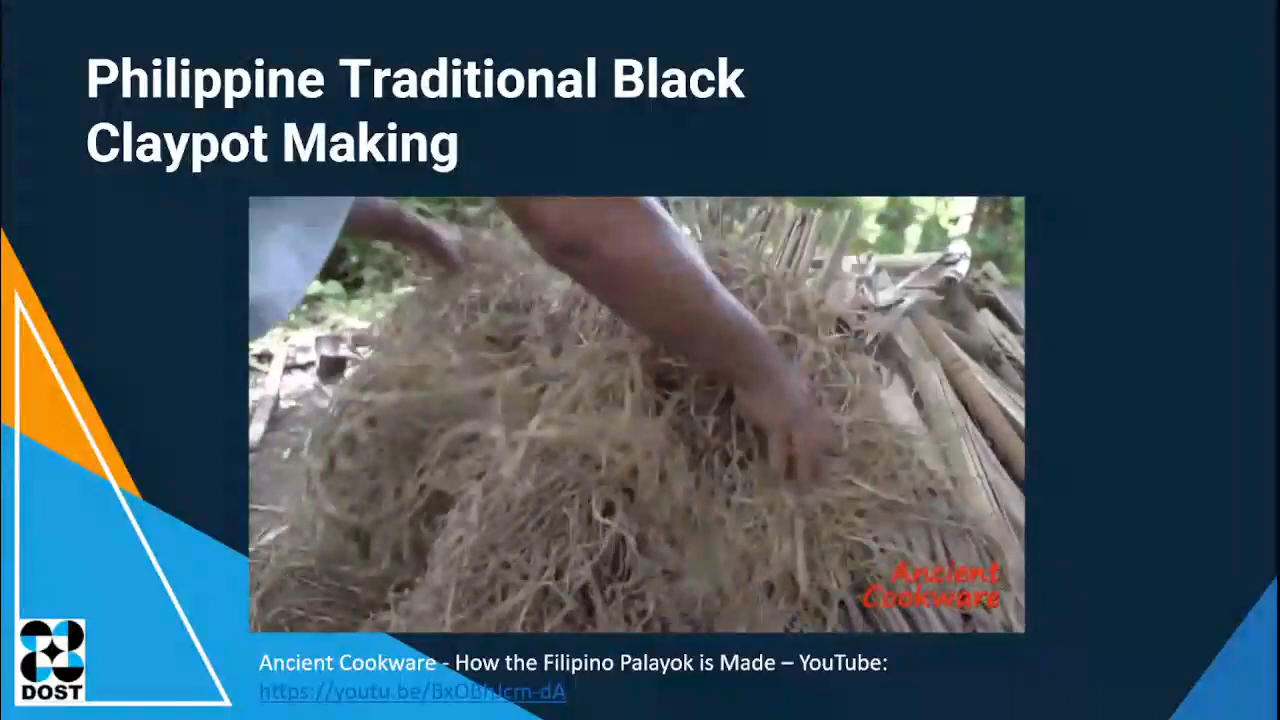 Philippine Traditional Black
Claypot Making
Ancient
Cookware
Ancient Cookware - How the Filipino Palayok is Made – YouTube:
DOST